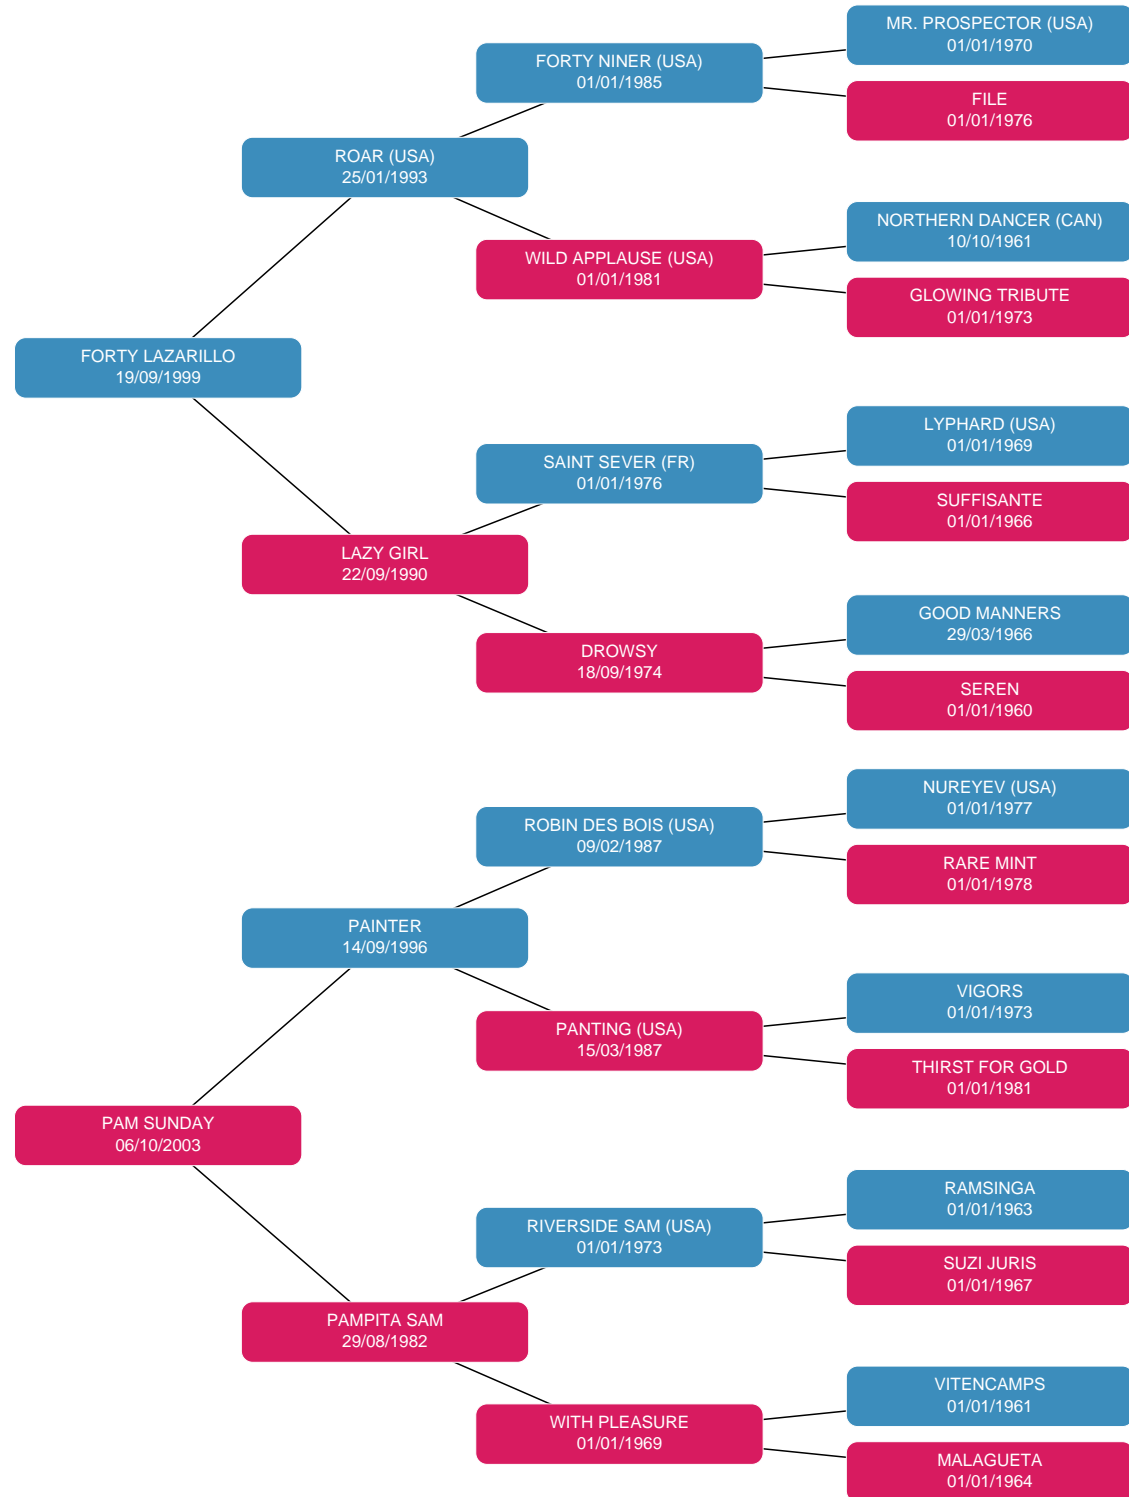 MR. PROSPECTOR (USA)
01/01/1970
FORTY NINER (USA)
01/01/1985
FILE
01/01/1976
ROAR (USA)
25/01/1993
NORTHERN DANCER (CAN)
10/10/1961
WILD APPLAUSE (USA)
01/01/1981
GLOWING TRIBUTE
01/01/1973
FORTY LAZARILLO
19/09/1999
LYPHARD (USA)
01/01/1969
SAINT SEVER (FR)
01/01/1976
SUFFISANTE
01/01/1966
LAZY GIRL
22/09/1990
GOOD MANNERS
29/03/1966
DROWSY
18/09/1974
SEREN
01/01/1960
NUREYEV (USA)
01/01/1977
ROBIN DES BOIS (USA)
09/02/1987
RARE MINT
01/01/1978
PAINTER
14/09/1996
VIGORS
01/01/1973
PANTING (USA)
15/03/1987
THIRST FOR GOLD
01/01/1981
PAM SUNDAY
06/10/2003
RAMSINGA
01/01/1963
RIVERSIDE SAM (USA)
01/01/1973
SUZI JURIS
01/01/1967
PAMPITA SAM
29/08/1982
VITENCAMPS
01/01/1961
WITH PLEASURE
01/01/1969
MALAGUETA
01/01/1964